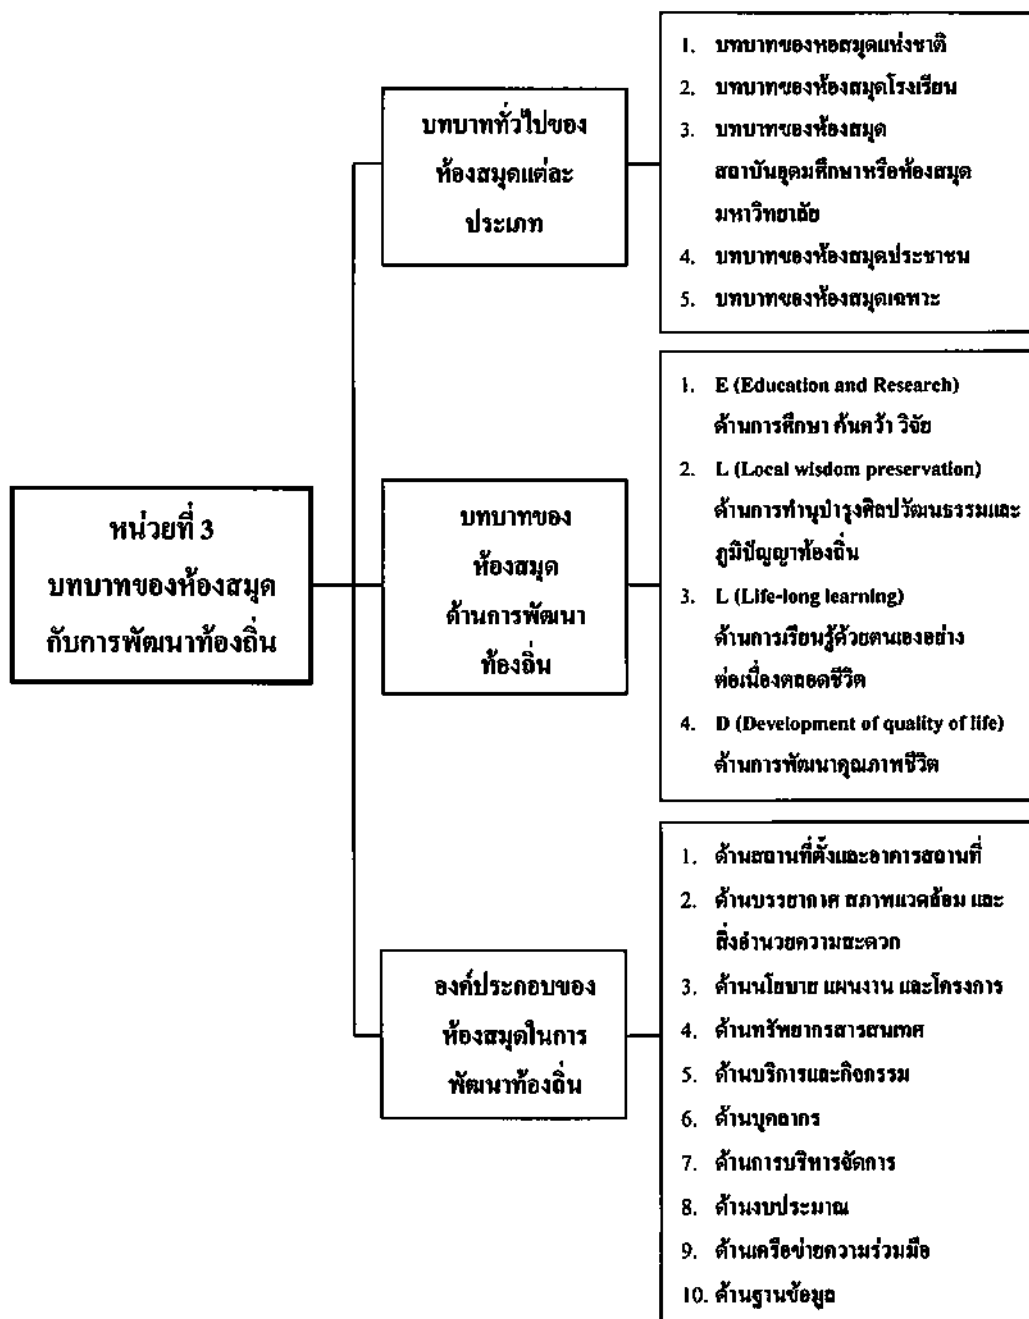 หน่วยที่ 3
บทบาทของห้องสมุด
กับการพัฒนาท้องถิ่น
บทบาททั่วไปของ
ห้องสมุดแต่ละ
ประเภท
1. บทบาทของหอสมุดแห่งชาติ
2. บทบาทของห้องสมุดโรงเรียน
3. บทบาทของห้องสมุด
สถาบันอุดมศึกษาหรือห้องสมุด
มหาวิทยาลัย
4. บทบาทของห้องสมุดประชาชน
5. บทบาทของห้องสมุดเฉพาะ
บทบาทของ
ห้องสมุด
ด้านการพัฒนา
ท้องถิ่น
1. E (Education and Research)
ด้านการศึกษา ค้นคว้า วิจัย
2. L (Local wisdom preservation)
ด้านการทำนุบำรุงศิลปวัฒนธรรมและ
ภูมิปัญญาท้องถิ่น
3. L (Life-long learning)
ด้านการเรียนรู้ด้วยตนเองอย่าง
ต่อเนื่องตลอดชีวิต
4. D (Development of quality of life)
ด้านการพัฒนาคุณภาพชีวิต
องค์ประกอบของ
ห้องสมุดในการ
พัฒนาท้องถิ่น
1. ด้านสถานที่ตั้งและอาคารสถานที่
2. ด้านบรรยากาศ สภาพแวดล้อม และ
สิ่งอำนวยความสะดวก
3. ด้านนโยบาย แผนงาน และโครงการ
4. ด้านทรัพยากรสารสนเทศ
5. ด้านบริการและกิจกรรม
6. ด้านบุคลากร
7. ด้านการบริหารจัดการ
8. ด้านงบประมาณ
9. ด้านเครือข่ายความร่วมมือ
10. ด้านฐานข้อมูล